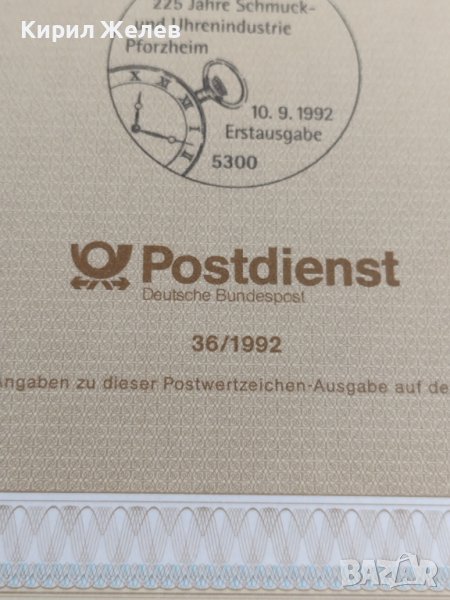 Кирил Желев
225 Jahre Schmuck-
und Uhrenindustrie
Pforzheim
10. 9. 1992
Erstausgabe
5300
Postdienst
Deutsche Bundespost
36/1992
Angaben zu dieser Postwertzeichen-Ausgabe auf de
BAZAR